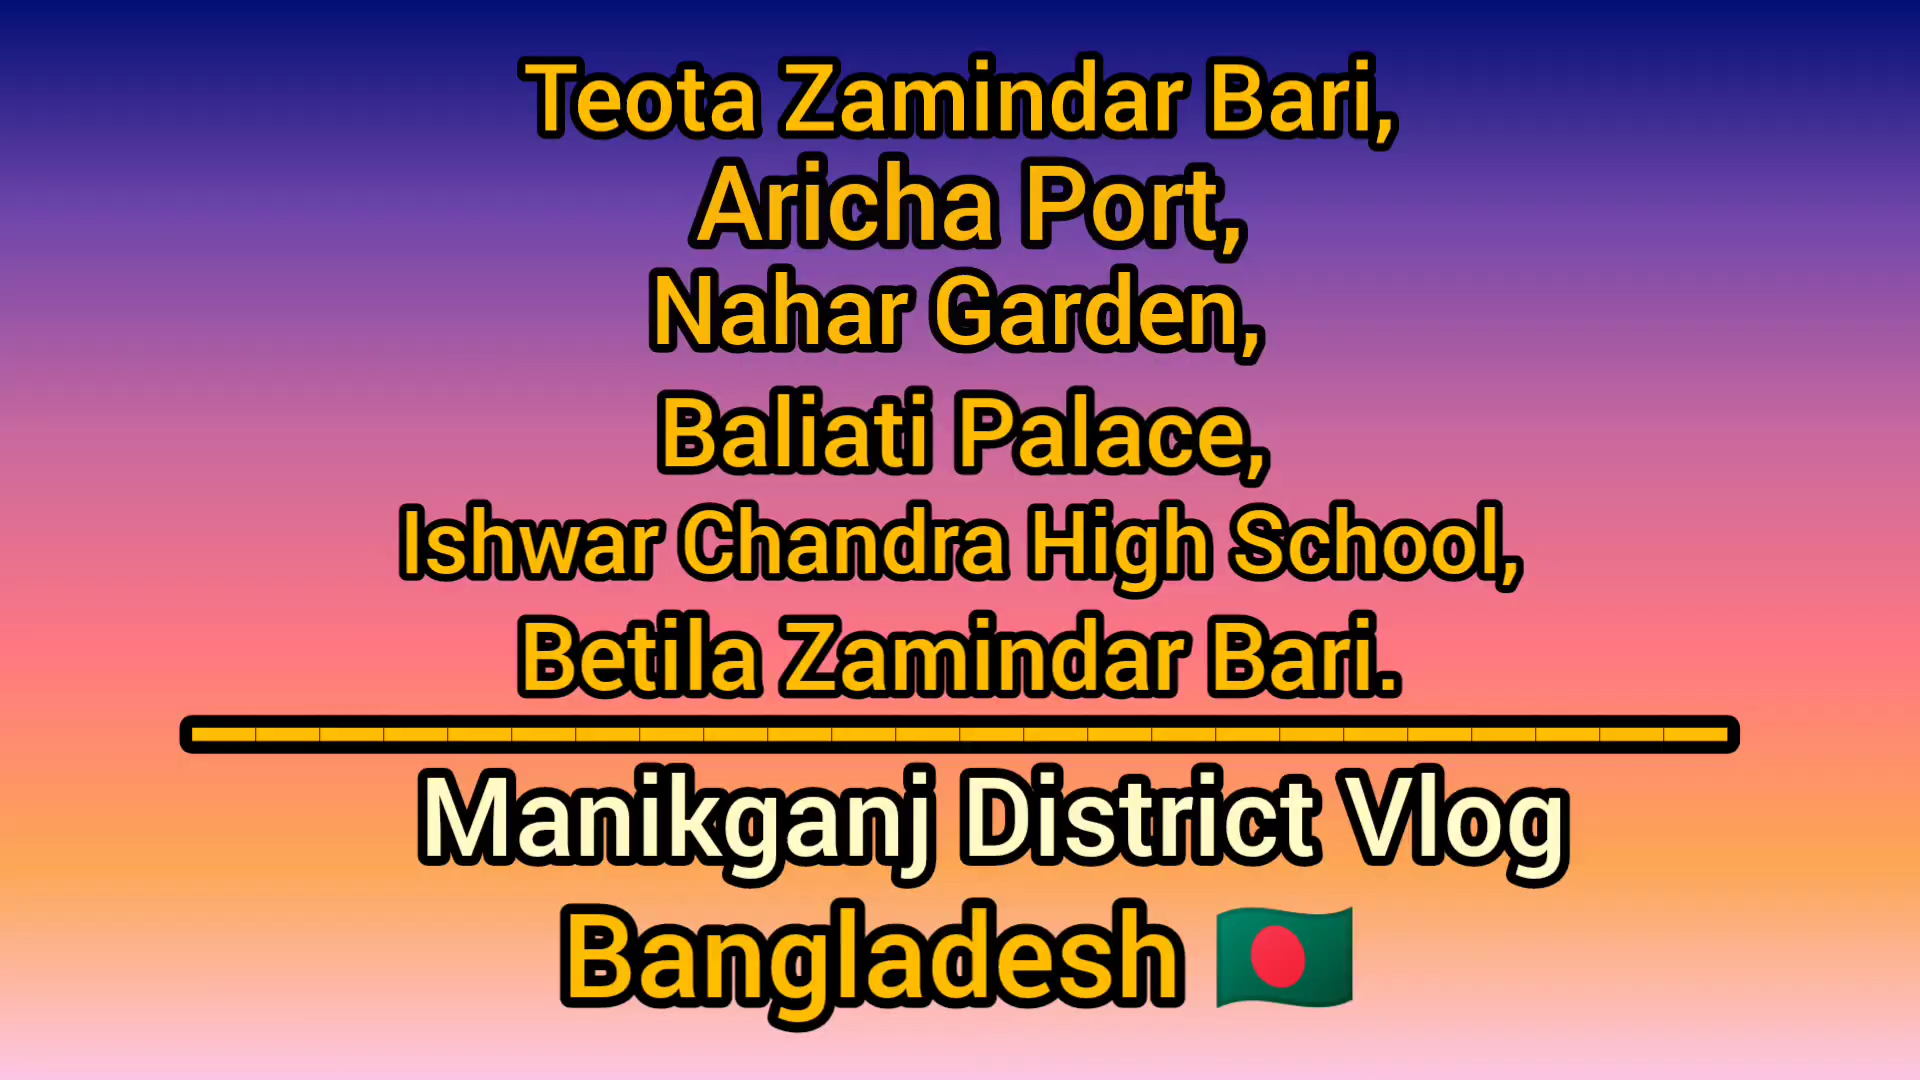 Teota Zamindar Bari,
Aricha Port,
Nahar Garden,
Baliati Palace,
Ishwar Chandra High School,
Betila Zamindar Bari.
Manikganj District Vlog
Bangladesh 🇧🇩